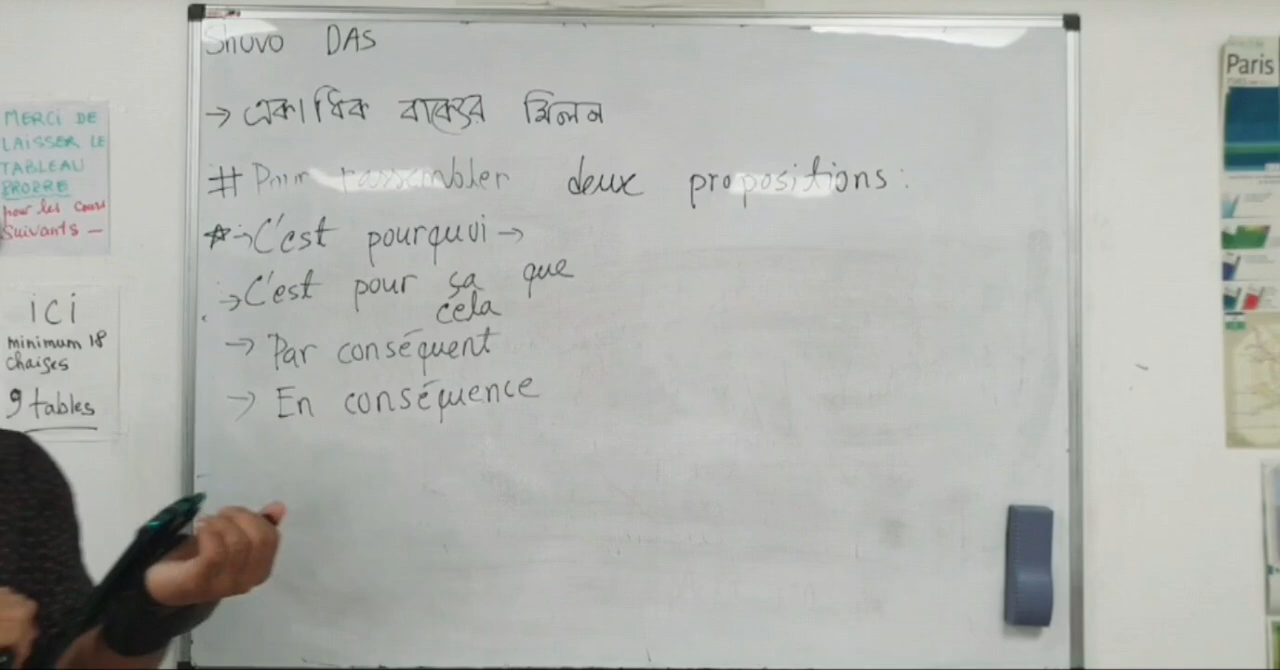 Shuvo DAS
→ একাধিক বাক্যের মিলন
# Pour rassembler deux propositions :
* → C'est pourquvi →
→ C'est pour ça que
cela
→ Par conséquent
→ En conséquence
MERCI DE
LAISSER LE
TABLEAU
PROPRE
pour les cours
suivants —
ici
minimum 18
chaises
9 tables
Paris